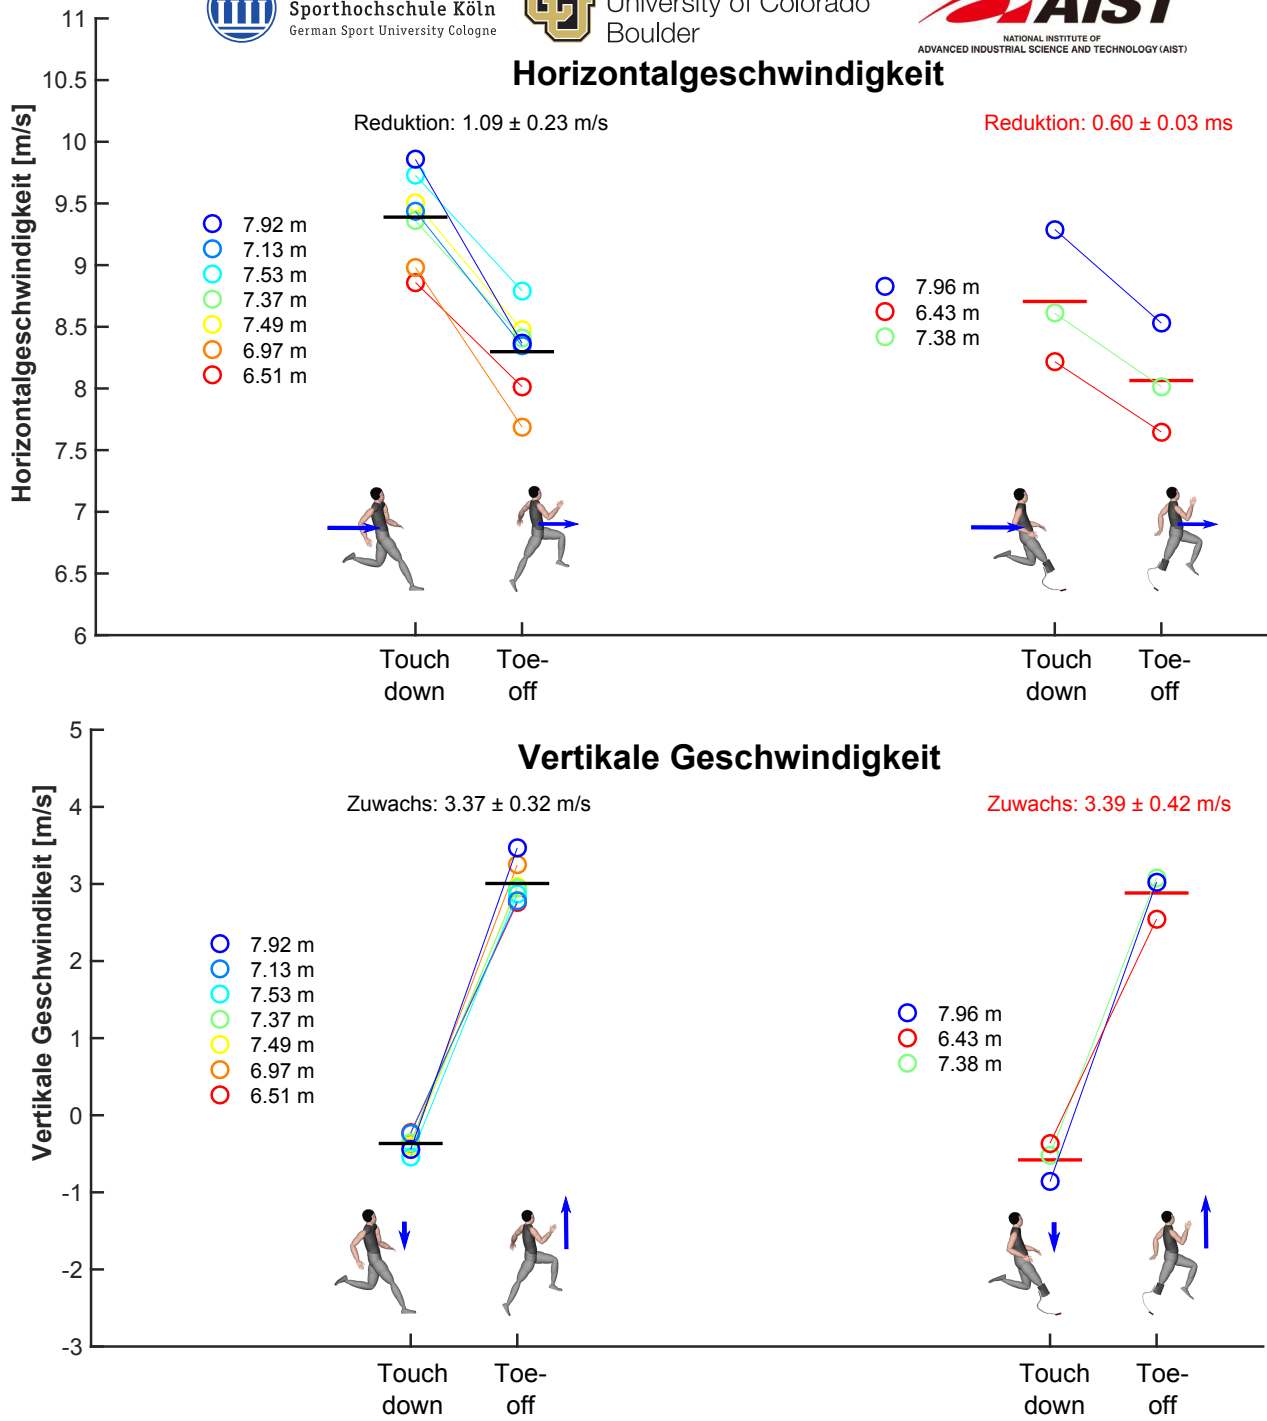 Sporthochschule Köln
German Sport University Cologne
University of Colorado
Boulder
AIST
NATIONAL INSTITUTE OF
ADVANCED INDUSTRIAL SCIENCE AND TECHNOLOGY (AIST)
Horizontalgeschwindigkeit
Reduktion: 1.09 ± 0.23 m/s
Reduktion: 0.60 ± 0.03 ms
Horizontalgeschwindigkeit [m/s]
11
10.5
10
9.5
9
8.5
8
7.5
7
6.5
6
7.92 m
7.13 m
7.53 m
7.37 m
7.49 m
6.97 m
6.51 m
7.96 m
6.43 m
7.38 m
Touch
down
Toe-
off
Touch
down
Toe-
off
Vertikale Geschwindigkeit
Zuwachs: 3.37 ± 0.32 m/s
Zuwachs: 3.39 ± 0.42 m/s
Vertikale Geschwindikeit [m/s]
5
4
3
2
1
0
-1
-2
-3
7.92 m
7.13 m
7.53 m
7.37 m
7.49 m
6.97 m
6.51 m
7.96 m
6.43 m
7.38 m
Touch
down
Toe-
off
Touch
down
Toe-
off